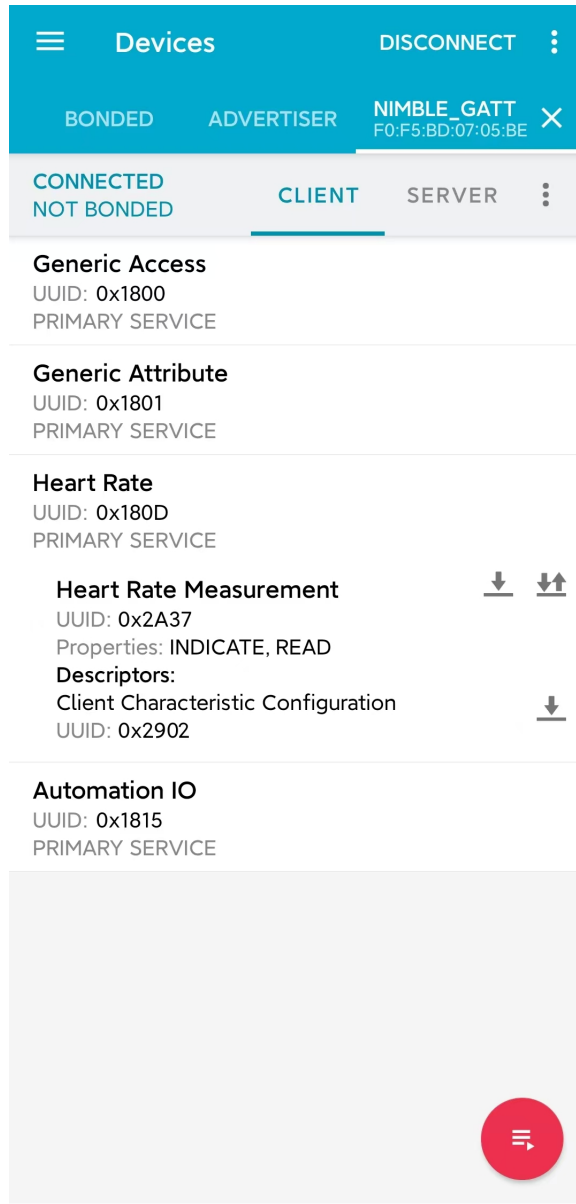 Devices DISCONNECT
BONDED ADVERTISER NIMBLE_GATT
F0:F5:BD:07:05:BE
CONNECTED
NOT BONDED
CLIENT SERVER
Generic Access
UUID: 0x1800
PRIMARY SERVICE
Generic Attribute
UUID: 0x1801
PRIMARY SERVICE
Heart Rate
UUID: 0x180D
PRIMARY SERVICE
Heart Rate Measurement
UUID: 0x2A37
Properties: INDICATE, READ
Descriptors:
Client Characteristic Configuration
UUID: 0x2902
Automation IO
UUID: 0x1815
PRIMARY SERVICE